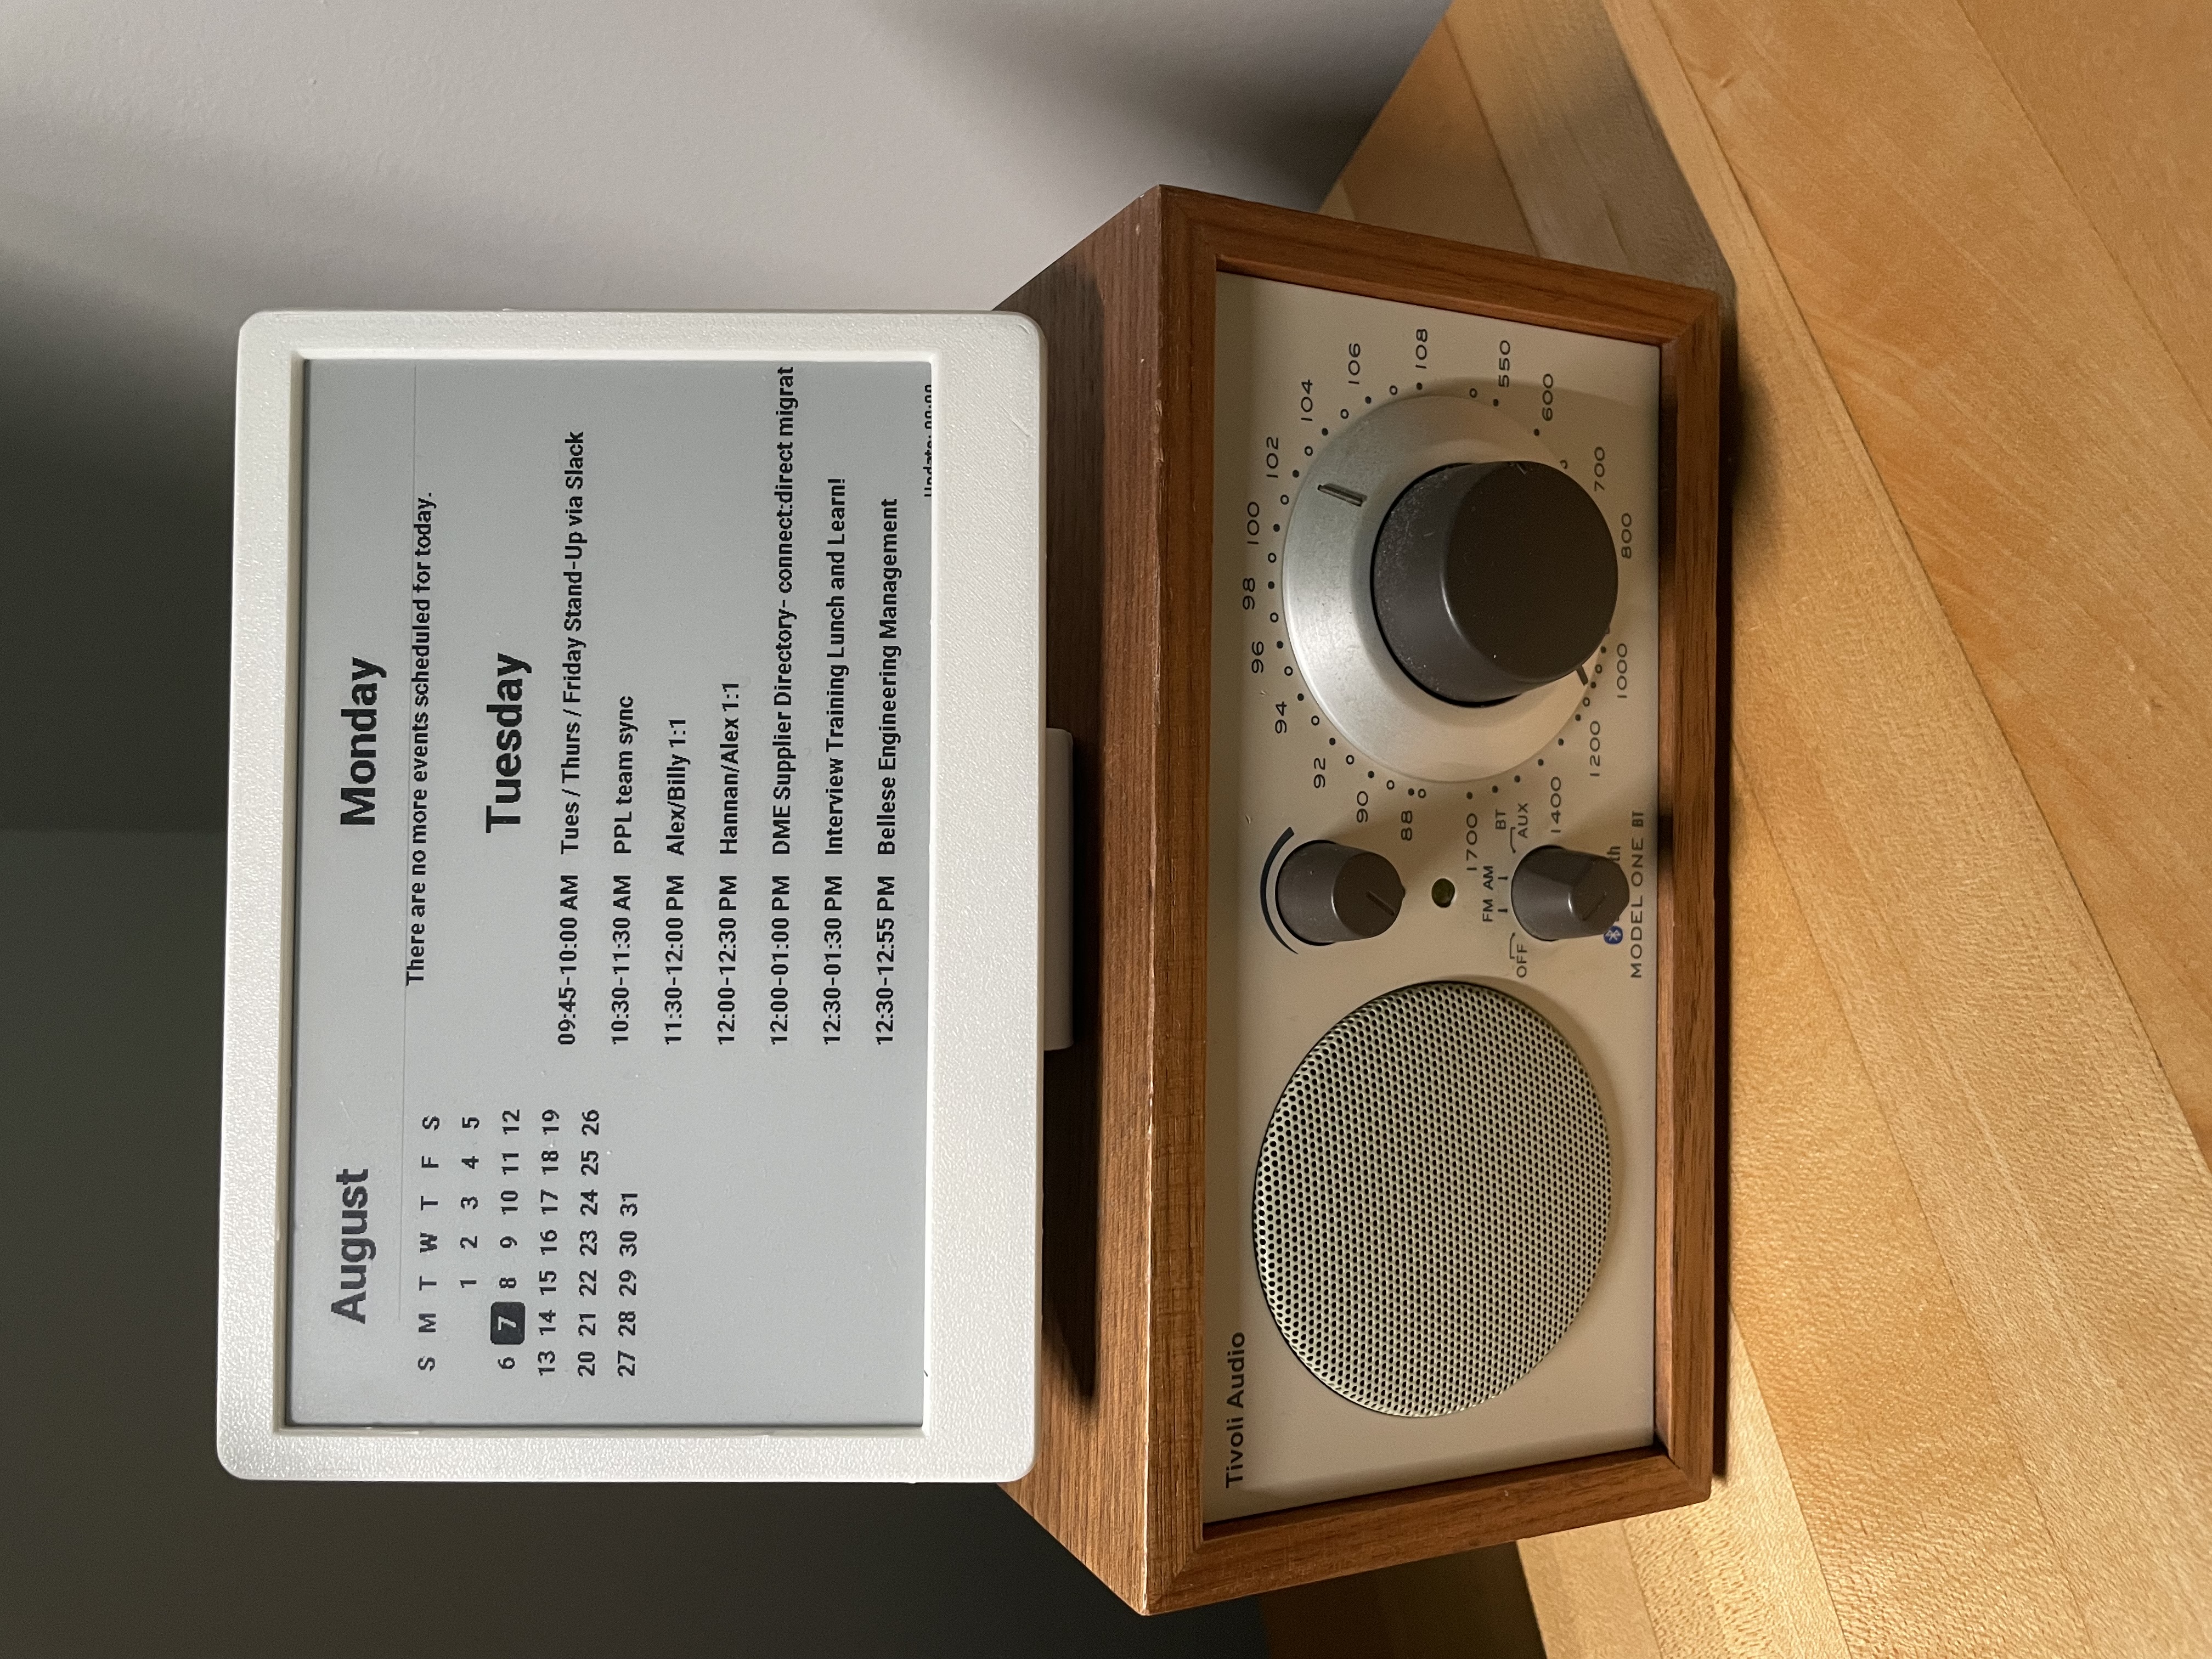 August
S M T W T F S
1 2 3 4 5
6 7 8 9 10 11 12
13 14 15 16 17 18 19
20 21 22 23 24 25 26
27 28 29 30 31
Monday
There are no more events scheduled for today.
Tuesday
09:45-10:00 AM Tues / Thurs / Friday Stand-Up via Slack
10:30-11:30 AM PPL team sync
11:30-12:00 PM Alex/Billy 1:1
12:00-12:30 PM Hannan/Alex 1:1
12:00-01:00 PM DME Supplier Directory- connect:direct migrat
12:30-01:30 PM Interview Training Lunch and Learn!
12:30-12:55 PM Bellese Engineering Management
Update:
Tivoli Audio
88 90 92 94 96 98 100 102 104 106 108
1700 1400 1200 1000 800 700 600 550
FM AM
OFF
BT
AUX
MODEL ONE BT